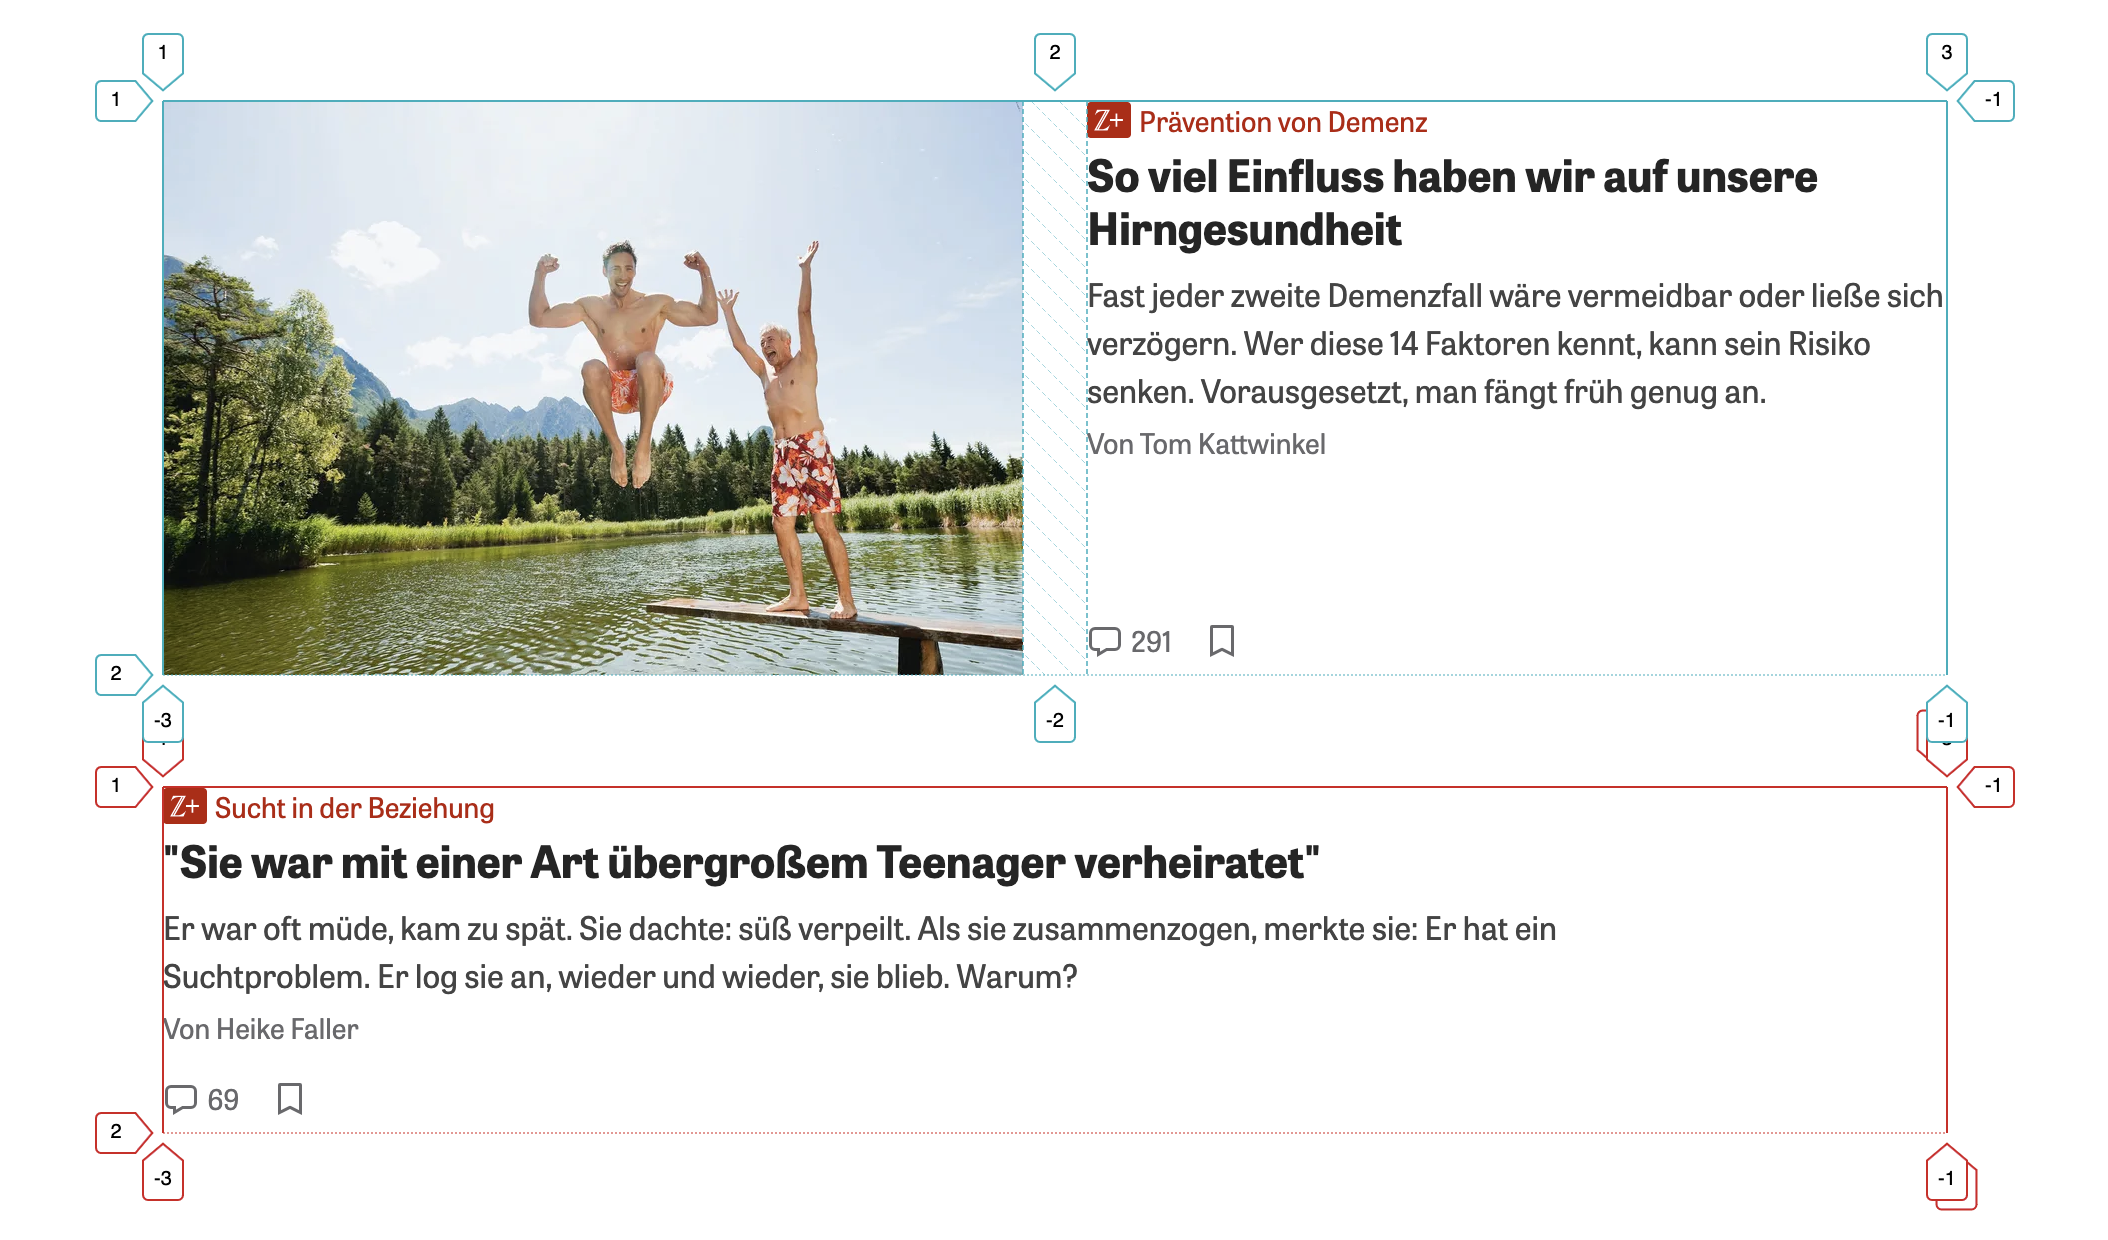 1
2
3
1
-1
Z+ Prävention von Demenz
So viel Einfluss haben wir auf unsere
Hirngesundheit
Fast jeder zweite Demenzfall wäre vermeidbar oder ließe sich
verzögern. Wer diese 14 Faktoren kennt, kann sein Risiko
senken. Vorausgesetzt, man fängt früh genug an.
Von Tom Kattwinkel
291
2
-3
-2
-1
1
-1
Z+ Sucht in der Beziehung
"Sie war mit einer Art übergroßem Teenager verheiratet"
Er war oft müde, kam zu spät. Sie dachte: süß verpeilt. Als sie zusammenzogen, merkte sie: Er hat ein
Suchtproblem. Er log sie an, wieder und wieder, sie blieb. Warum?
Von Heike Faller
69
2
-3
-1